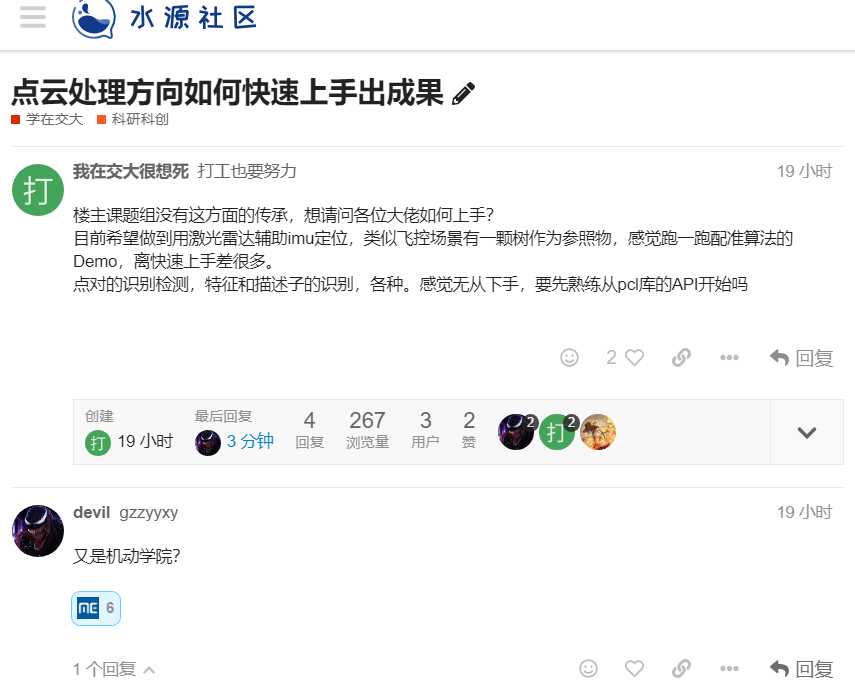 水源社区
点云处理方向如何快速上手出成果
学在交大 科研科创
打 我在交大很想死 打工也要努力 19 小时
楼主课题组没有这方面的传承，想请问各位大佬如何上手？
目前希望做到用激光雷达辅助imu定位，类似飞控场景有一颗树作为参照物，感觉跑一跑配准算法的
Demo，离快速上手差很多。
点对的识别检测，特征和描述子的识别，各种。感觉无从下手，要先熟练从pcl库的API开始吗
2 回复
创建 最后回复 4 267 3 2 2 打 2
打 19 小时 3 分钟 回复 浏览量 用户 赞
devil gzzyyxy 19 小时
又是机动学院？
ME 6
1 个回复 回复